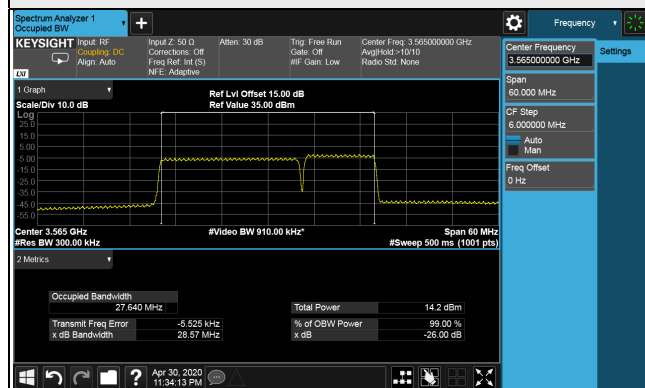 Spectrum Analyzer 1
Occupied BW
Frequency
KEYSIGHT
LXI
Input: RF
Coupling: DC
Align: Auto
Input Z: 50 Ω
Corrections: Off
Freq Ref: Int (S)
NFE: Adaptive
Atten: 30 dB
Trig: Free Run
Gate: Off
#IF Gain: Low
Center Freq: 3.565000000 GHz
Avg|Hold:>10/10
Radio Std: None
Center Frequency
3.565000000 GHz
Settings
Span
60.000 MHz
CF Step
6.000000 MHz
Auto
Man
Freq Offset
0 Hz
1 Graph
Scale/Div 10.0 dB
Ref Lvl Offset 15.00 dB
Ref Value 35.00 dBm
Log
25.0
15.0
5.00
-5.00
-15.0
-25.0
-35.0
-45.0
-55.0
Center 3.565 GHz
#Res BW 300.00 kHz
#Video BW 910.00 kHz*
Span 60 MHz
#Sweep 500 ms (1001 pts)
2 Metrics
Occupied Bandwidth
27.640 MHz
Total Power 14.2 dBm
Transmit Freq Error -5.525 kHz
% of OBW Power 99.00 %
x dB Bandwidth 28.57 MHz
x dB -26.00 dB
?
Apr 30, 2020
11:34:13 PM